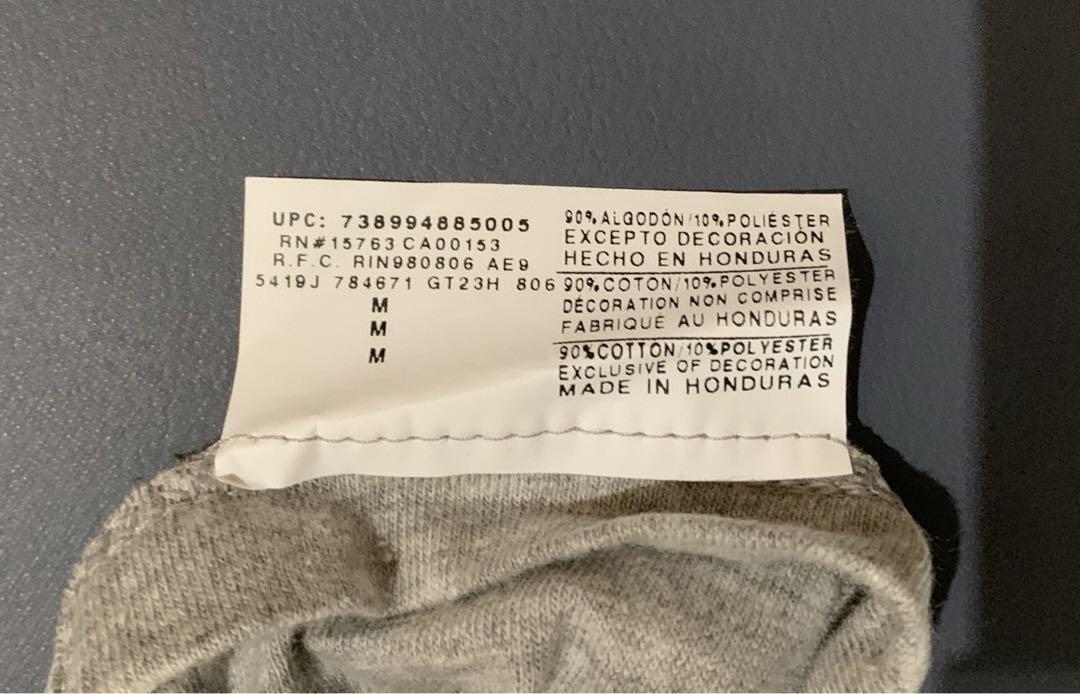 UPC: 738994885005
RN#15763 CA00153
R.F.C. RIN980806 AE9
5419J 784671 GT23H 806
M
M
M
90% ALGODÓN/10% POLIÉSTER
EXCEPTO DECORACIÓN
HECHO EN HONDURAS
90% COTON/10% POLYESTER
DÉCORATION NON COMPRISE
FABRIQUÉ AU HONDURAS
90%COTTON/10%POLYESTER
EXCLUSIVE OF DECORATION
MADE IN HONDURAS